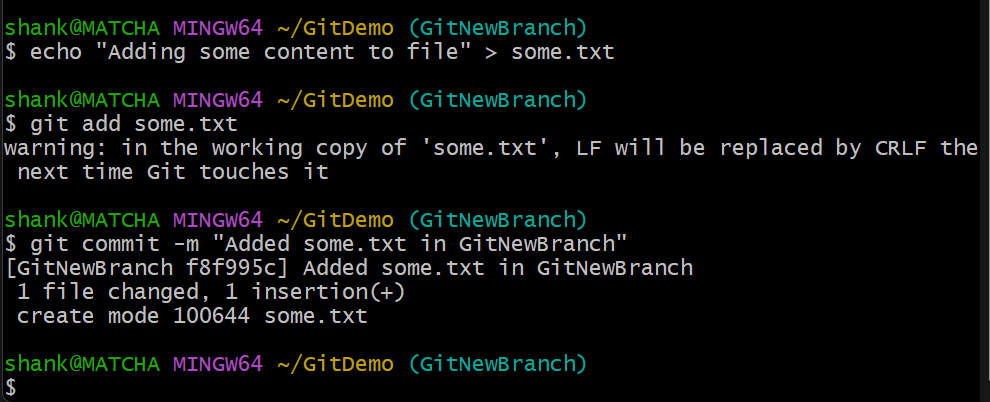 shank@MATCHA MINGW64 ~/GitDemo (GitNewBranch)
$ echo "Adding some content to file" > some.txt

shank@MATCHA MINGW64 ~/GitDemo (GitNewBranch)
$ git add some.txt
warning: in the working copy of 'some.txt', LF will be replaced by CRLF the
 next time Git touches it

shank@MATCHA MINGW64 ~/GitDemo (GitNewBranch)
$ git commit -m "Added some.txt in GitNewBranch"
[GitNewBranch f8f995c] Added some.txt in GitNewBranch
 1 file changed, 1 insertion(+)
 create mode 100644 some.txt

shank@MATCHA MINGW64 ~/GitDemo (GitNewBranch)
$